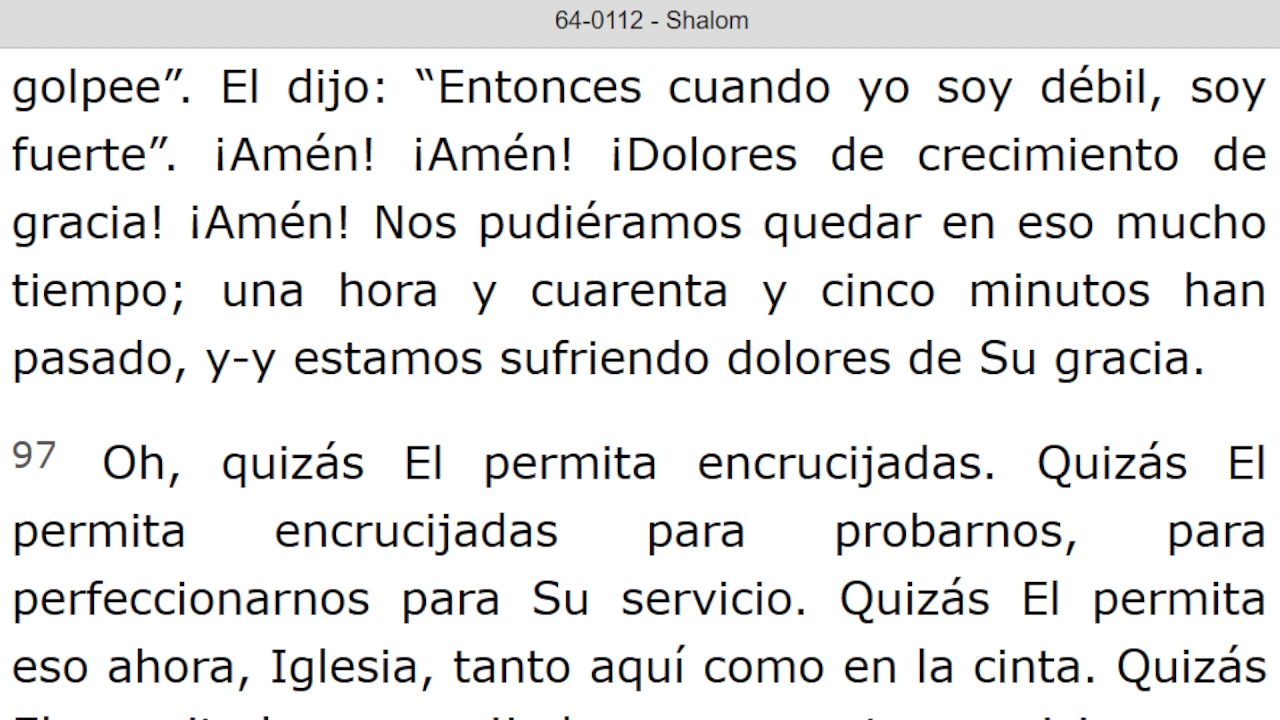 64-0112 - Shalom
golpee”. El dijo: “Entonces cuando yo soy débil, soy
fuerte”. ¡Amén! ¡Amén! ¡Dolores de crecimiento de
gracia! ¡Amén! Nos pudiéramos quedar en eso mucho
tiempo; una hora y cuarenta y cinco minutos han
pasado, y-y estamos sufriendo dolores de Su gracia.
97 Oh, quizás El permita encrucijadas. Quizás El
permita encrucijadas para probarnos, para
perfeccionarnos para Su servicio. Quizás El permita
eso ahora, Iglesia, tanto aquí como en la cinta. Quizás